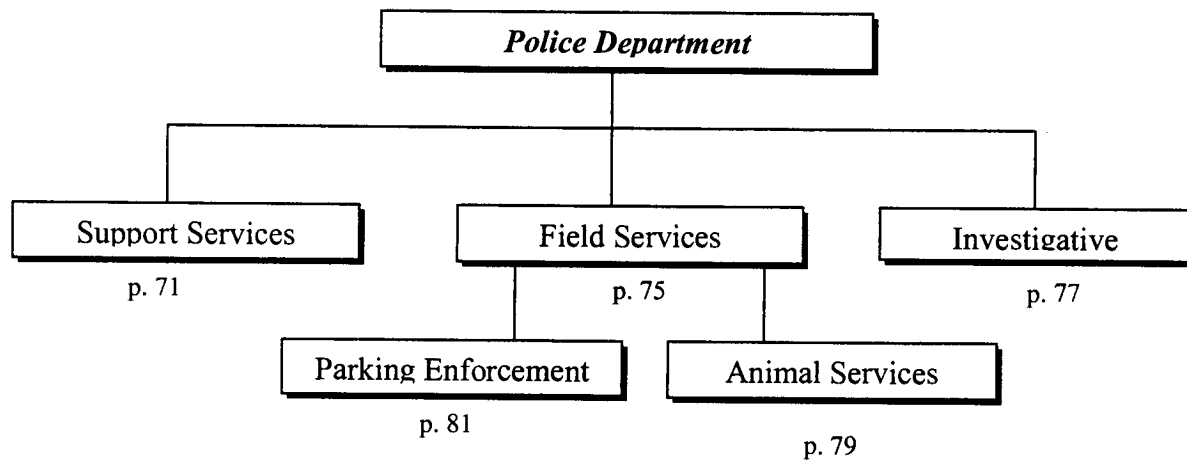 Police Department
Support Services
Field Services
Investigative
p. 71
p. 75
p. 77
Parking Enforcement
Animal Services
p. 81
p. 79